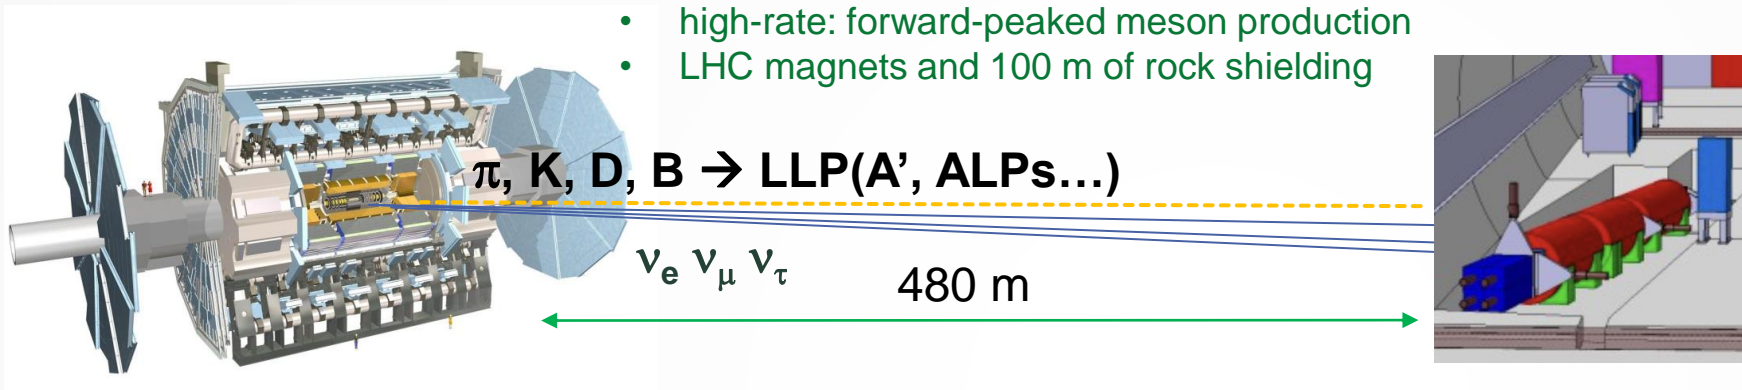 • high-rate: forward-peaked meson production
• LHC magnets and 100 m of rock shielding
π, K, D, B → LLP(A’, ALPs…)
νe νμ ντ
480 m